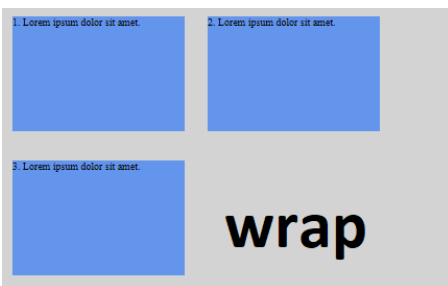 1. Lorem ipsum dolor sit amet.
2. Lorem ipsum dolor sit amet.
3. Lorem ipsum dolor sit amet.
wrap